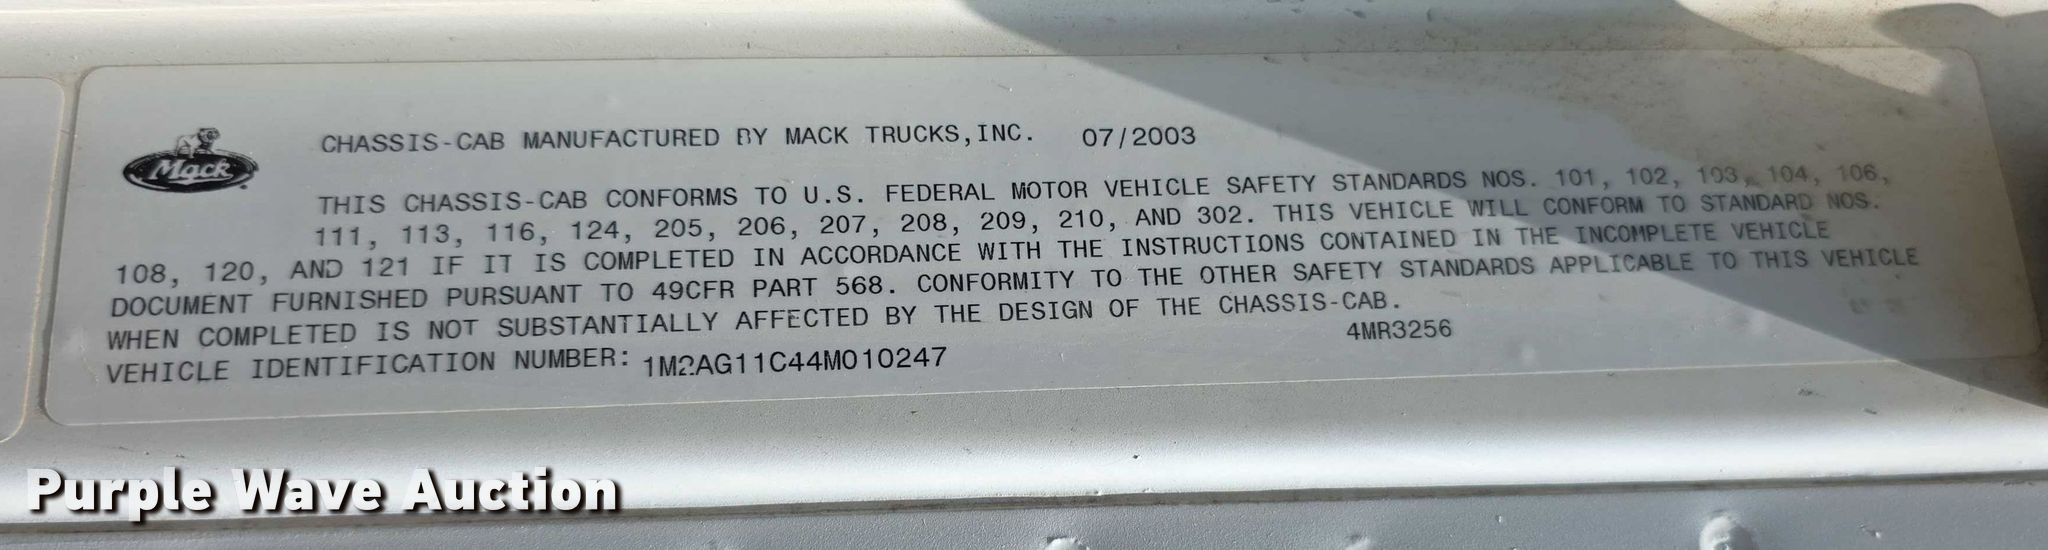 Mack
CHASSIS-CAB MANUFACTURED BY MACK TRUCKS,INC. 07/2003
THIS CHASSIS-CAB CONFORMS TO U.S. FEDERAL MOTOR VEHICLE SAFETY STANDARDS NOS. 101, 102, 103, 104, 106,
111, 113, 116, 124, 205, 206, 207, 208, 209, 210, AND 302. THIS VEHICLE WILL CONFORM TO STANDARD NOS.
108, 120, AND 121 IF IT IS COMPLETED IN ACCORDANCE WITH THE INSTRUCTIONS CONTAINED IN THE INCOMPLETE VEHICLE
DOCUMENT FURNISHED PURSUANT TO 49CFR PART 568. CONFORMITY TO THE OTHER SAFETY STANDARDS APPLICABLE TO THIS VEHICLE
WHEN COMPLETED IS NOT SUBSTANTIALLY AFFECTED BY THE DESIGN OF THE CHASSIS-CAB.
4MR3256
VEHICLE IDENTIFICATION NUMBER: 1M2AG11C44M010247
Purple Wave Auction